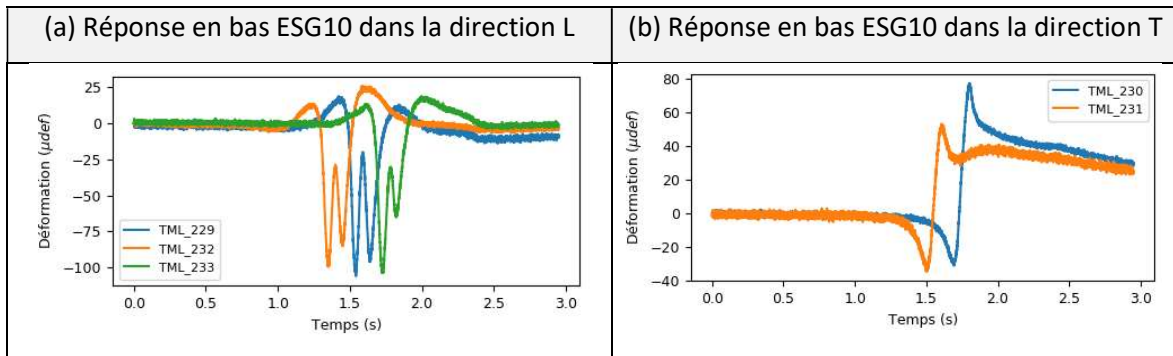 (a) Réponse en bas ESG10 dans la direction L
(b) Réponse en bas ESG10 dans la direction T
Déformation (μdef)
25
0
−25
−50
−75
−100
TML_229
TML_232
TML_233
0.0 0.5 1.0 1.5 2.0 2.5 3.0
Temps (s)
Déformation (μdef)
80
60
40
20
0
−20
−40
TML_230
TML_231
0.0 0.5 1.0 1.5 2.0 2.5 3.0
Temps (s)